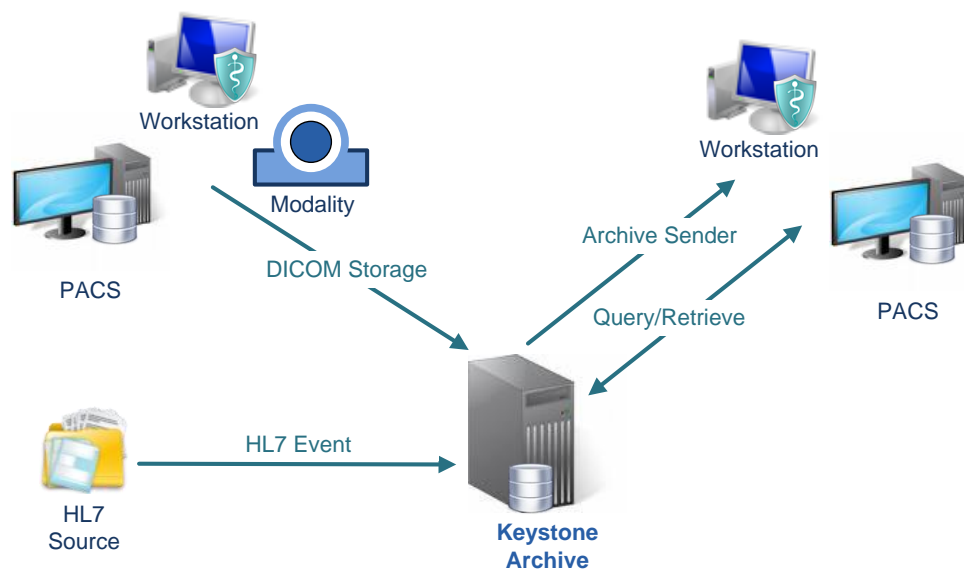 Workstation
Modality
PACS
DICOM Storage
Workstation
Archive Sender
Query/Retrieve
PACS
HL7 Event
HL7
Source
Keystone
Archive